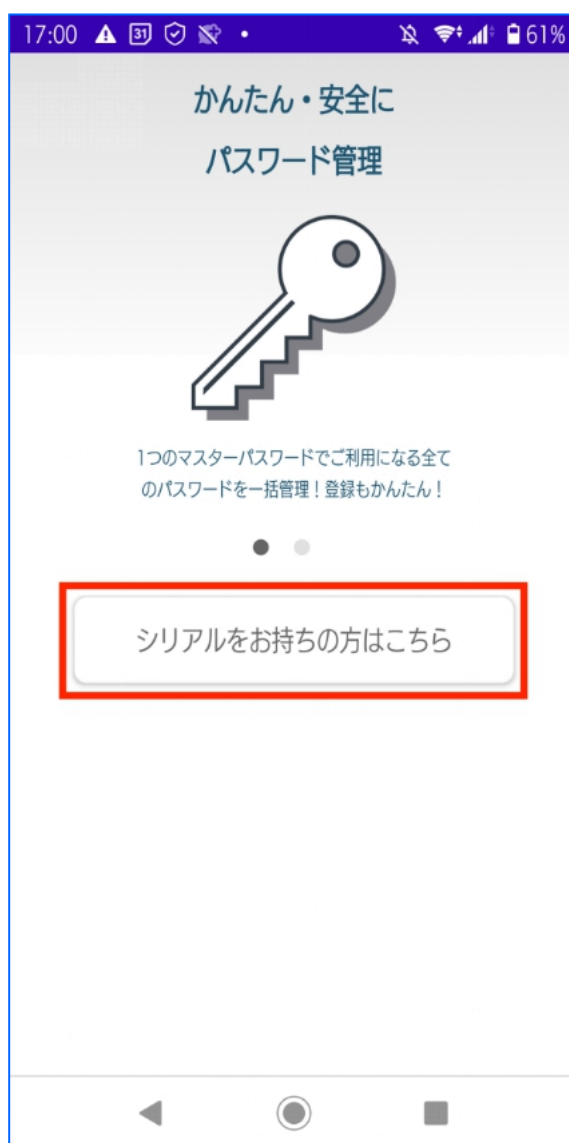 17:00 31 61%
かんたん・安全に
パスワード管理
1つのマスターパスワードでご利用になる全て
のパスワードを一括管理！登録もかんたん！
シリアルをお持ちの方はこちら